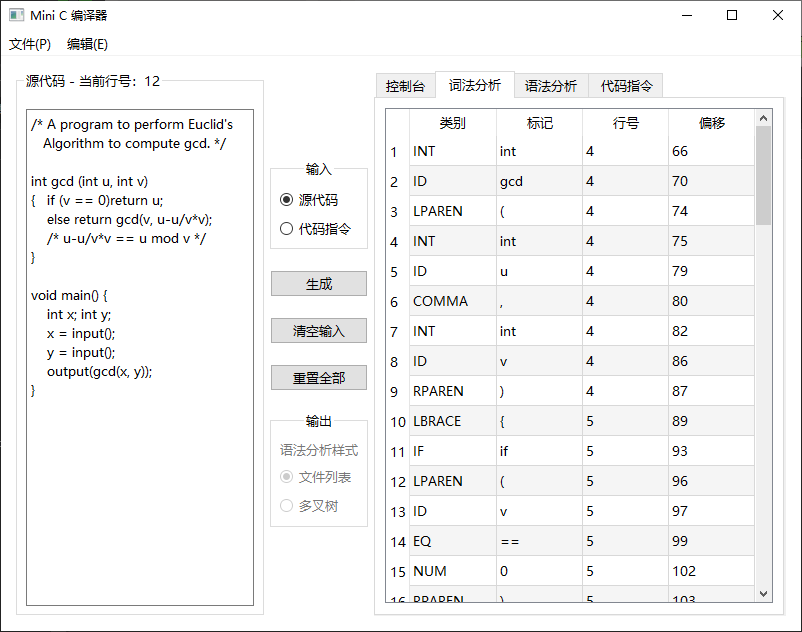 Mini C 编译器
文件(P) 编辑(E)
源代码 - 当前行号：12
/* A program to perform Euclid's
Algorithm to compute gcd. */
int gcd (int u, int v)
{ if (v == 0)return u;
else return gcd(v, u-u/v*v);
/* u-u/v*v == u mod v */
}
void main() {
int x; int y;
x = input();
y = input();
output(gcd(x, y));
}
输入
源代码
代码指令
生成
清空输入
重置全部
输出
语法分析样式
文件列表
多叉树
控制台 词法分析 语法分析 代码指令
类别 标记 行号 偏移
1 INT int 4 66
2 ID gcd 4 70
3 LPAREN ( 4 74
4 INT int 4 75
5 ID u 4 79
6 COMMA , 4 80
7 INT int 4 82
8 ID v 4 86
9 RPAREN ) 4 87
10 LBRACE { 5 89
11 IF if 5 93
12 LPAREN ( 5 96
13 ID v 5 97
14 EQ == 5 99
15 NUM 0 5 102
16 RPAREN ) 5 103